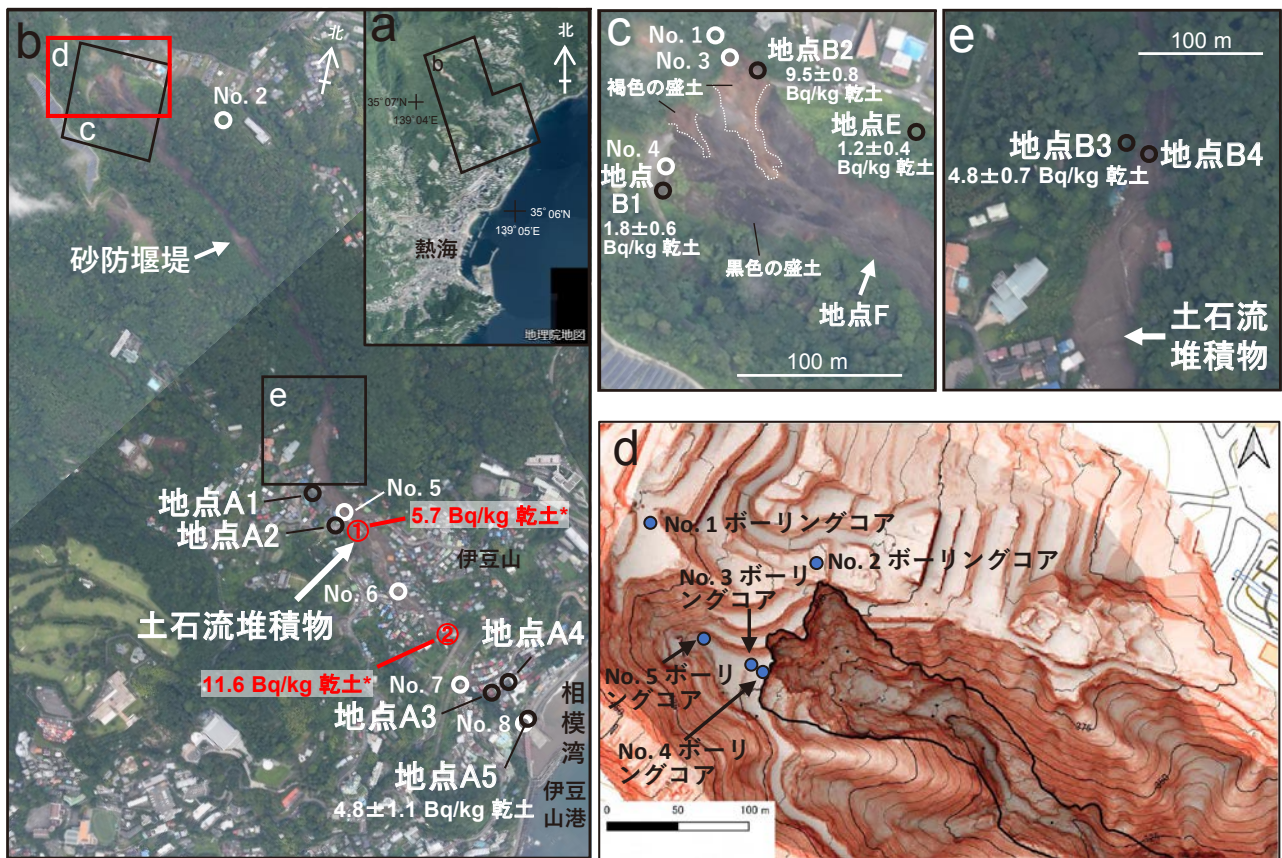 b
d
北
No. 2
C
砂防堰堤
e
地点A1
No. 5
地点A2
①
5.7 Bq/kg 乾土*
伊豆山
No. 6
土石流堆積物
②
地点A4
11.6 Bq/kg 乾土*
No. 7
地点A3
No. 8
相模湾
地点A5
4.8±1.1 Bq/kg 乾土
伊豆
山港
a
北
b
35°07'N
139°04'E
35°06'N
139°05'E
熱海
地理院地図
c
No. 1
No. 3
地点B2
9.5±0.8
Bq/kg 乾土
褐色の盛土
地点E
1.2±0.4
Bq/kg 乾土
No. 4
地点
B1
1.8±0.6
Bq/kg 乾土
黒色の盛土
地点F
100 m
e
100 m
地点B3
地点B4
4.8±0.7 Bq/kg 乾土
土石流
堆積物
d
No. 1 ボーリングコア
No. 2 ボーリングコア
No. 3 ボーリ
ングコア
No. 5 ボーリ
ングコア
No. 4 ボーリ
ングコア
0
50
100 m